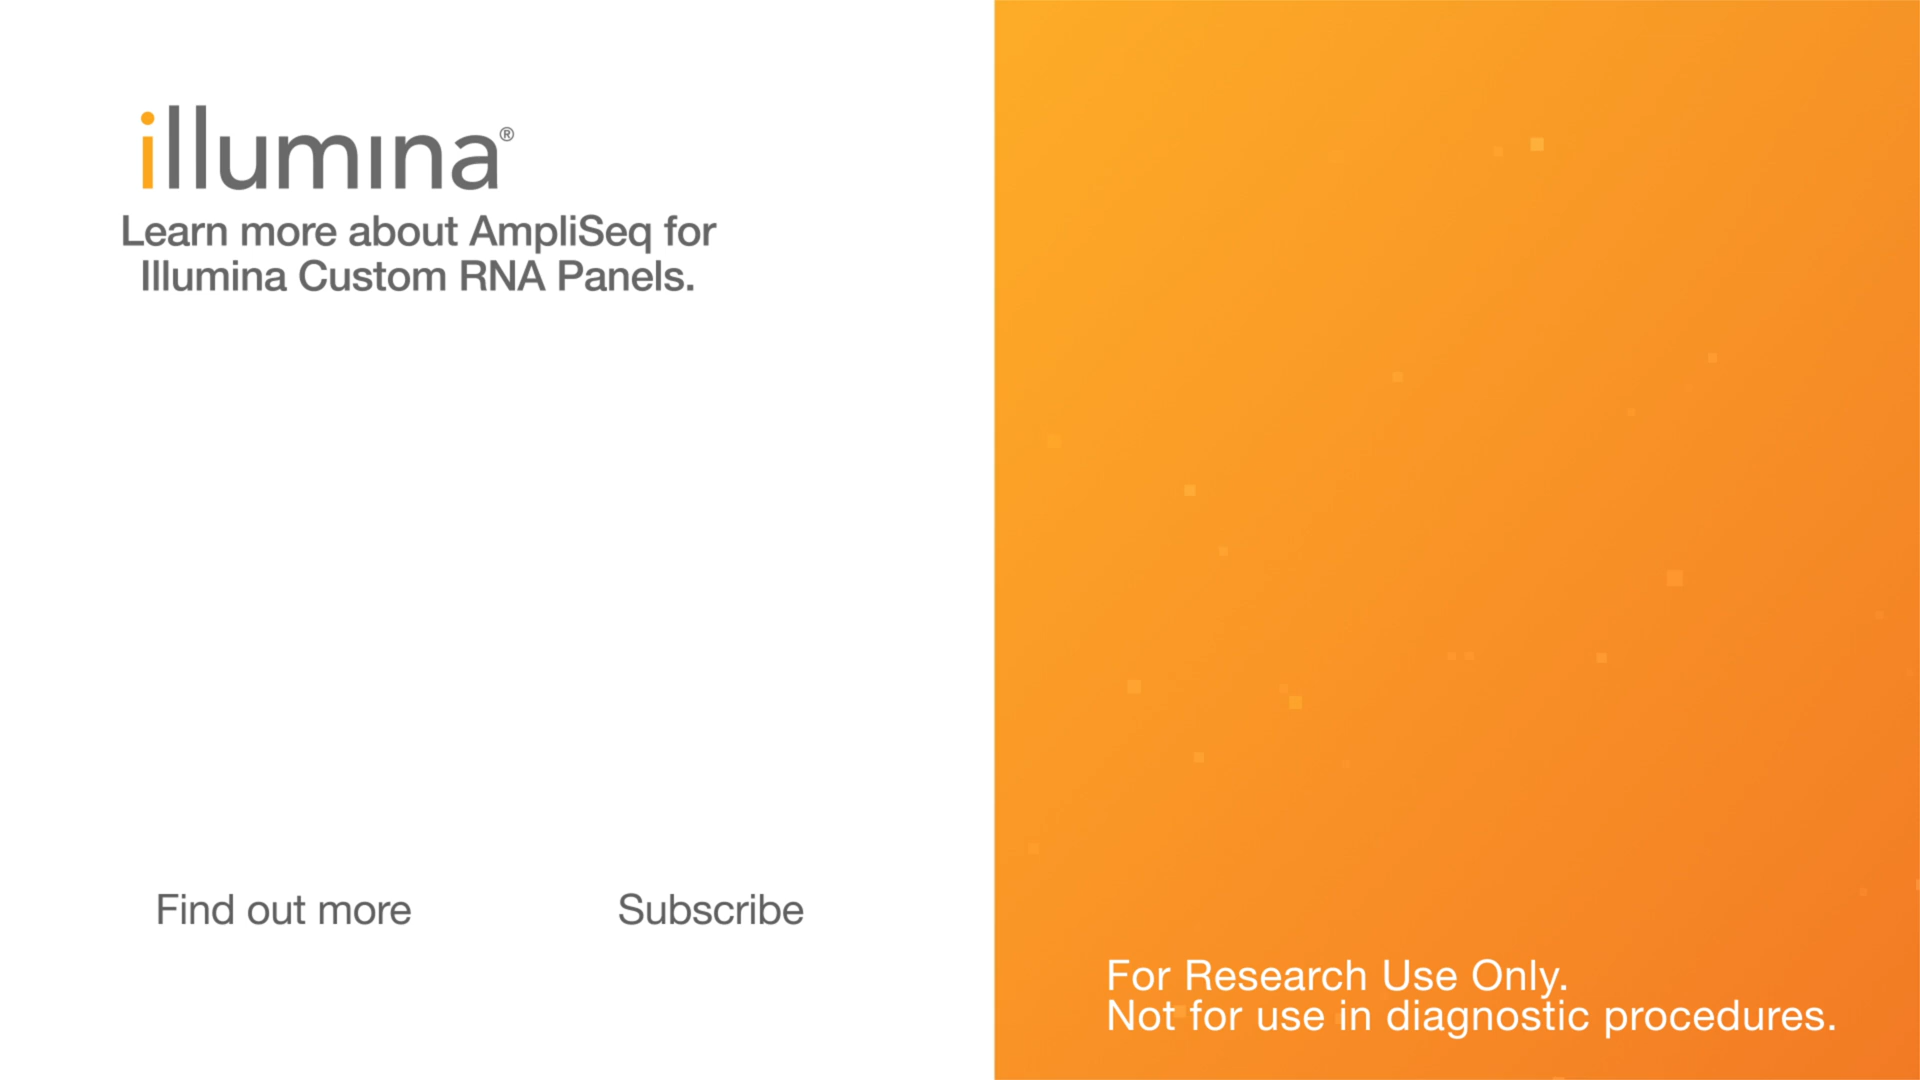 illumina®
Learn more about AmpliSeq for
Illumina Custom RNA Panels.
Find out more
Subscribe
For Research Use Only.
Not for use in diagnostic procedures.